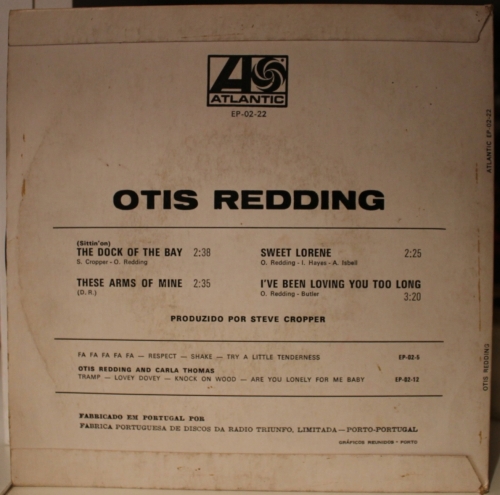 ATLANTIC
EP-02-22
OTIS REDDING
(Sittin'on)
THE DOCK OF THE BAY 2:38
S. Cropper - O. Redding
THESE ARMS OF MINE 2:35
(D. R.)
SWEET LORENE 2:25
O. Redding - I. Hayes - A. Isbell
I'VE BEEN LOVING YOU TOO LONG
O. Redding - Butler 3:20
PRODUZIDO POR STEVE CROPPER
FA FA FA FA FA — RESPECT — SHAKE — TRY A LITTLE TENDERNESS EP-02-5
OTIS REDDING AND CARLA THOMAS
TRAMP — LOVEY DOVEY — KNOCK ON WOOD — ARE YOU LONELY FOR ME BABY EP-02-12
FABRICADO EM PORTUGAL POR
FABRICA PORTUGUESA DE DISCOS DA RADIO TRIUNFO, LIMITADA — PORTO-PORTUGAL
GRÁFICOS REUNIDOS - PORTO
ATLANTIC EP-02-22
OTIS REDDING